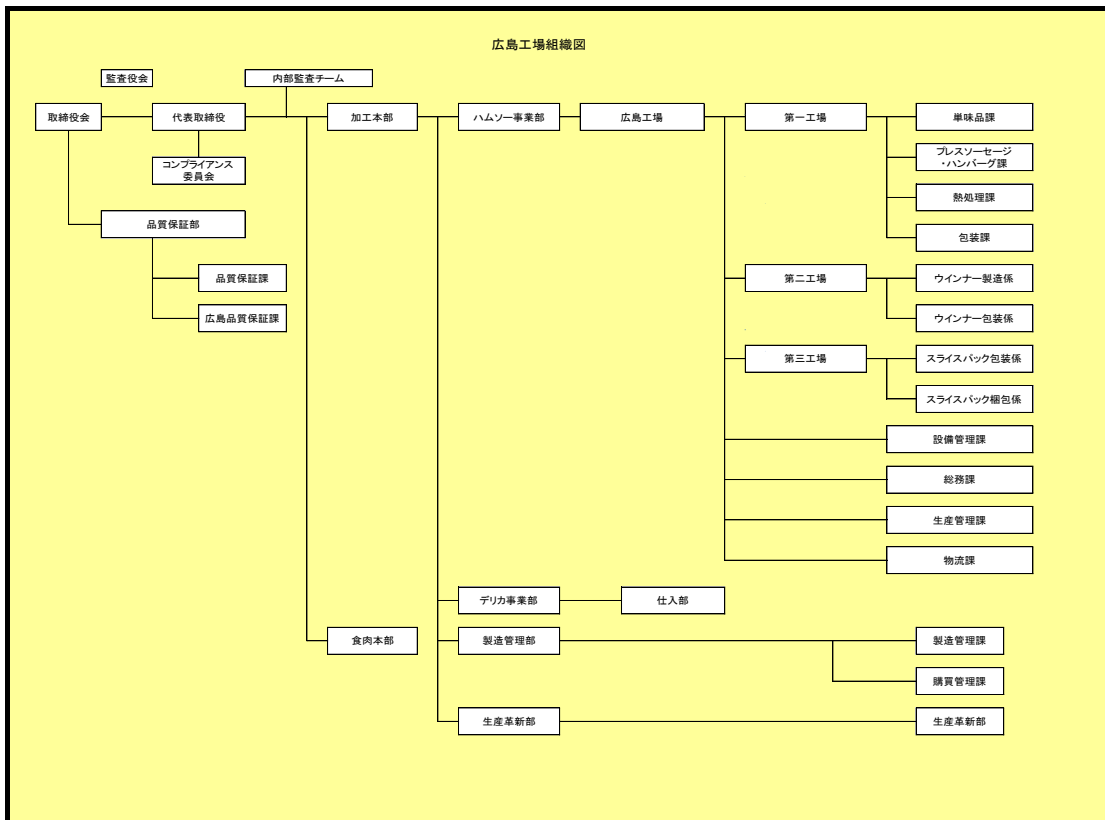 広島工場組織図
監査役会
内部監査チーム
取締役会
代表取締役
加工本部
ハムソー事業部
広島工場
第一工場
単味品課
コンプライアンス
委員会
プレスソーセージ
・ハンバーグ課
熱処理課
品質保証部
包装課
品質保証課
第二工場
ウインナー製造係
広島品質保証課
ウインナー包装係
第三工場
スライスパック包装係
スライスパック梱包係
設備管理課
総務課
生産管理課
物流課
デリカ事業部
仕入部
食肉本部
製造管理部
製造管理課
購買管理課
生産革新部
生産革新部